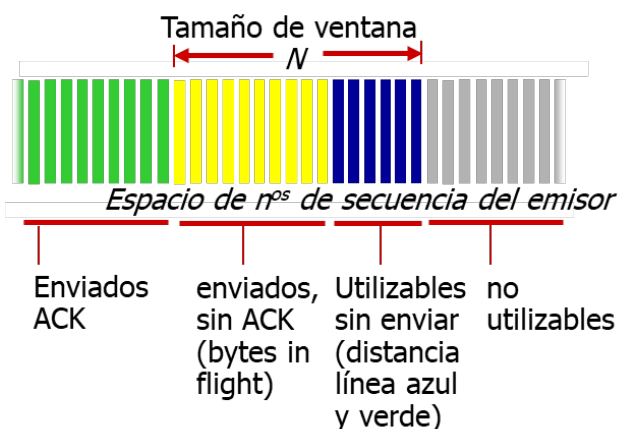 Tamaño de ventana
N
Espacio de nos de secuencia del emisor
Enviados
ACK
enviados,
sin ACK
(bytes in
flight)
Utilizables
sin enviar
(distancia
línea azul
y verde)
no
utilizables